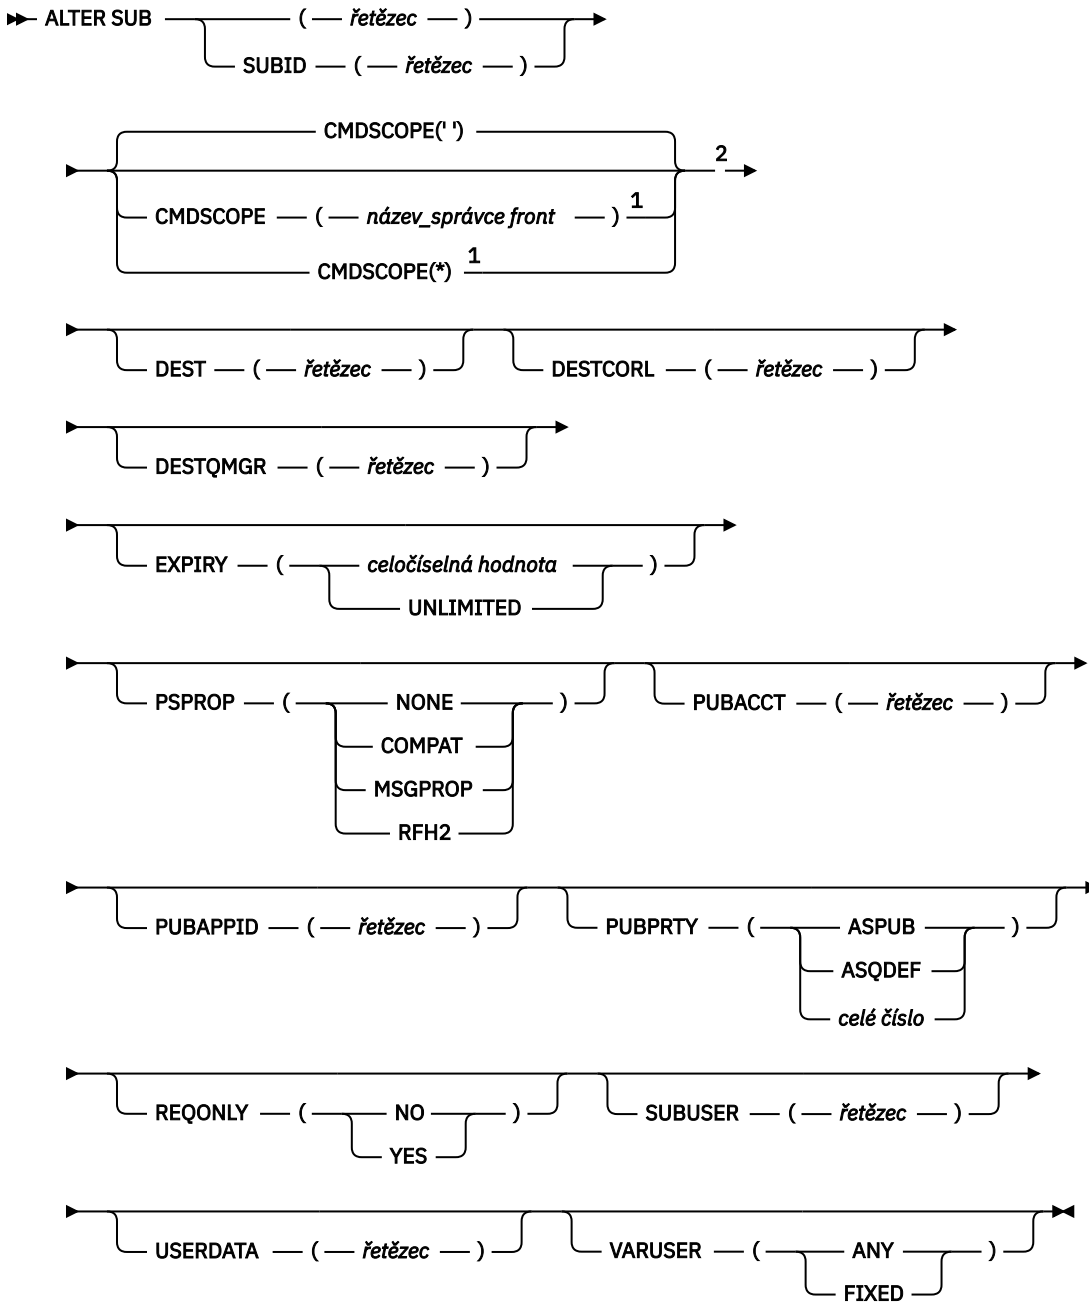 ALTER SUB ( řetězec )
SUBID ( řetězec )
CMDSCOPE(' ')
2
CMDSCOPE ( název_správce front ) 1
CMDSCOPE(*) 1
DEST ( řetězec ) DESTCORL ( řetězec )
DESTQMGR ( řetězec )
EXPIRY ( celočíselná hodnota )
UNLIMITED
PSPROP ( NONE ) PUBACCT ( řetězec )
COMPAT
MSGPROP
RFH2
PUBAPPID ( řetězec ) PUBPRTY ( ASPUB )
ASQDEF
celé číslo
REQONLY ( NO ) SUBUSER ( řetězec )
YES
USERDATA ( řetězec ) VARUSER ( ANY )
FIXED